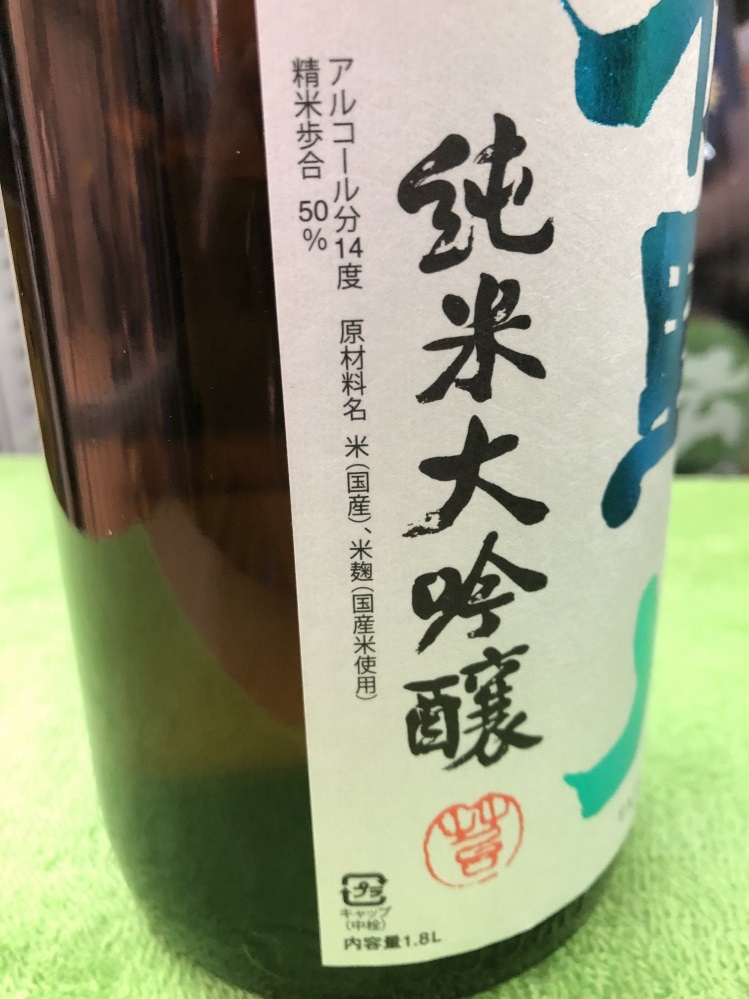 純米大吟醸
アルコール分14度 原材料名 米(国産)、米麹(国産米使用)
精米歩合 50%
プラ
キャップ
(中栓)
内容量1.8L